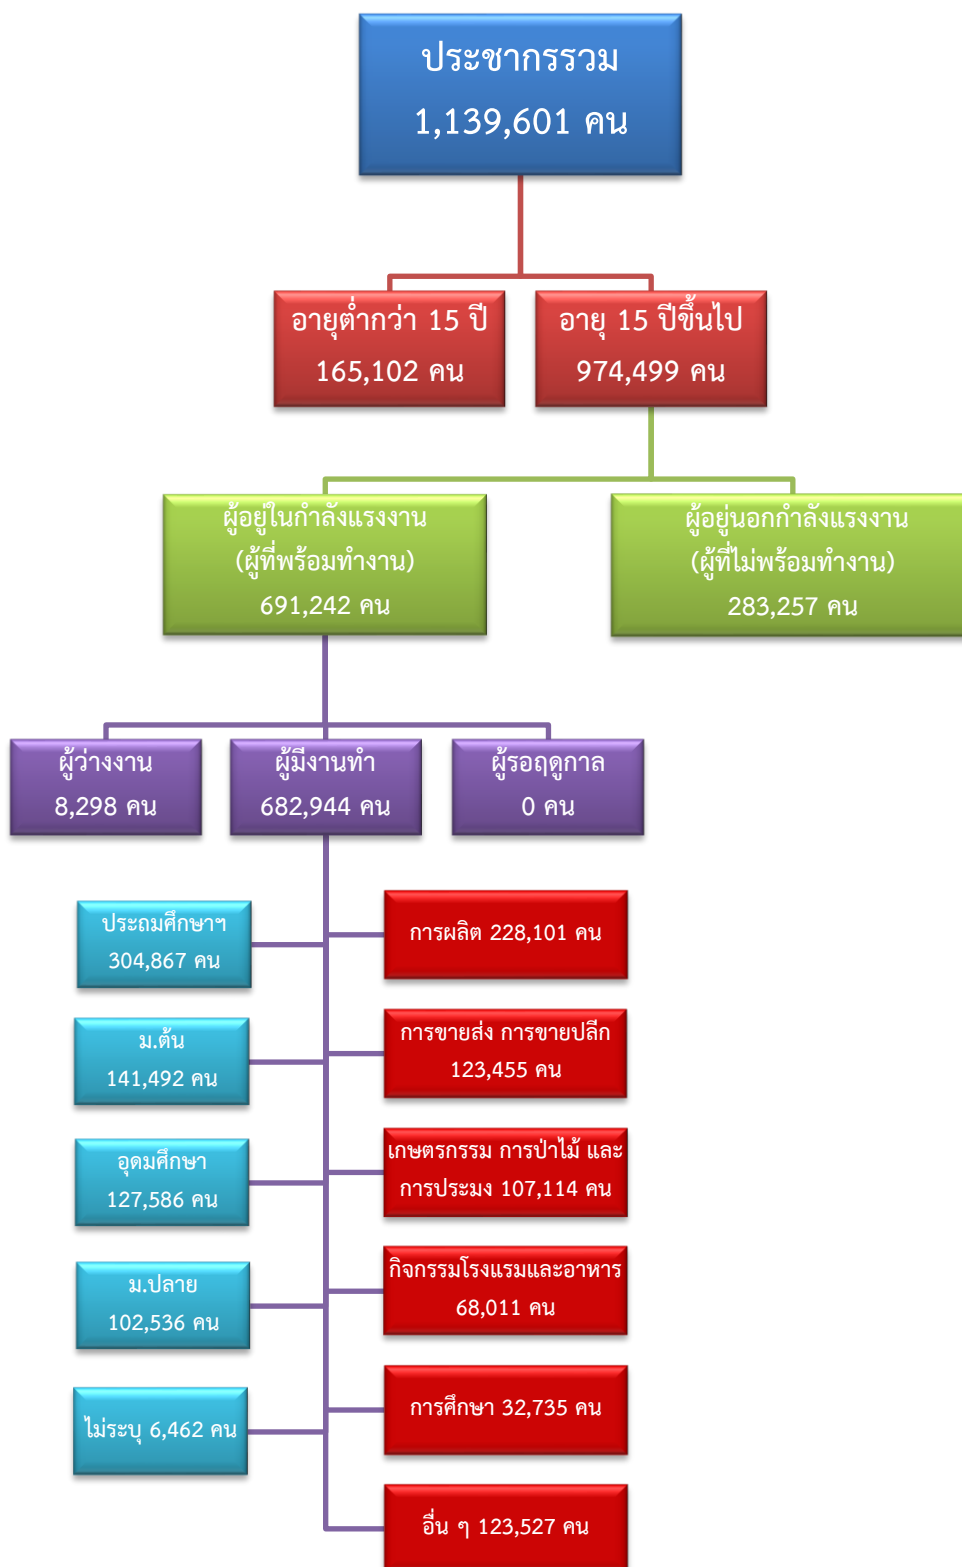 ประชากรรวม
1,139,601 คน
อายุต่ำกว่า 15 ปี
165,102 คน
อายุ 15 ปีขึ้นไป
974,499 คน
ผู้อยู่ในกำลังแรงงาน
(ผู้ที่พร้อมทำงาน)
691,242 คน
ผู้อยู่นอกกำลังแรงงาน
(ผู้ที่ไม่พร้อมทำงาน)
283,257 คน
ผู้ว่างงาน
8,298 คน
ผู้มีงานทำ
682,944 คน
ผู้รอฤดูกาล
0 คน
ประถมศึกษาฯ
304,867 คน
ม.ต้น
141,492 คน
อุดมศึกษา
127,586 คน
ม.ปลาย
102,536 คน
ไม่ระบุ 6,462 คน
การผลิต 228,101 คน
การขายส่ง การขายปลีก
123,455 คน
เกษตรกรรม การป่าไม้ และ
การประมง 107,114 คน
กิจกรรมโรงแรมและอาหาร
68,011 คน
การศึกษา 32,735 คน
อื่น ๆ 123,527 คน